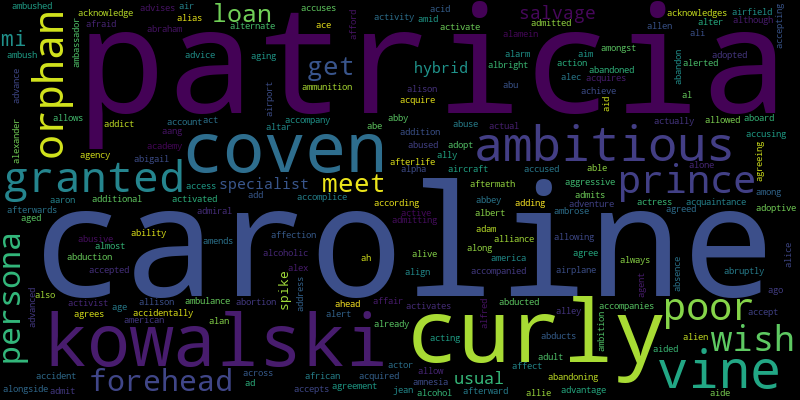 ambushed
afraid
acknowledge
advises
air
alias
alternate
loan
accuses
ace
acid
amid
activity
afford
activate
salvage
admitted
acknowledges
alter
allen
although
airfield
ali
accepting
mi
orphan
ambassador
abraham
aging
patricia
alamein
amongst
ambush
advice
get
hybrid
albright
alarm
action
aim
abandoned
alerted
adopted
abandon
advance
ammunition
alison
acquire
acquires
abu
alec
achieve
aid
al
allows
airport
alexander
addict
account
act
accompany
abby
addition
abuse
actual
actually
allowed
aboard
accusing
aang
altar
abe
agency
academy
abigail
coven
afterlife
abused
adopt
ally
ambitious
able
alone
agreeing
granted
aaron
additional
access
activated
specialist
meet
alpha
aircraft
aftermath
accused
aggressive
admits
prince
among
afterwards
aged
admiral
add
accomplice
according
active
admitting
abbey
albert
adding
adventure
ambrose
actress
agreed
acquaintance
adoptive
persona
abusive
almost
ability
amends
affection
alcoholic
alive
along
adam
alliance
america
allowing
agree
airplane
always
absence
abruptly
alice
caroline
abduction
accepted
alex
ah
align
accompanied
agent
ago
also
activist
age
allison
ambulance
abortion
spike
address
ahead
affair
activates
abducted
alley
accompanies
poor
accept
advanced
agrees
accidentally
american
alan
alert
already
acting
alfred
abducts
ambition
adult
alien
aided
wish
kowalski
curly
accident
across
actor
allow
amnesia
affect
abandoning
vine
alongside
admit
forehead
ad
african
accepts
acquired
agreement
jean
alcohol
usual
afterward
allie
advantage
aide